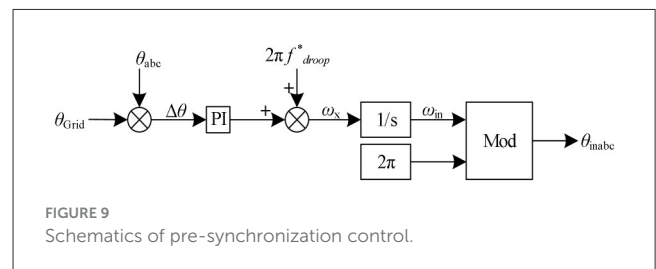 θabc
2πf*droop
+
θGrid
Δθ
PI
+
ωx
1/s
ωin
2π
Mod
θinabc
FIGURE 9
Schematics of pre-synchronization control.